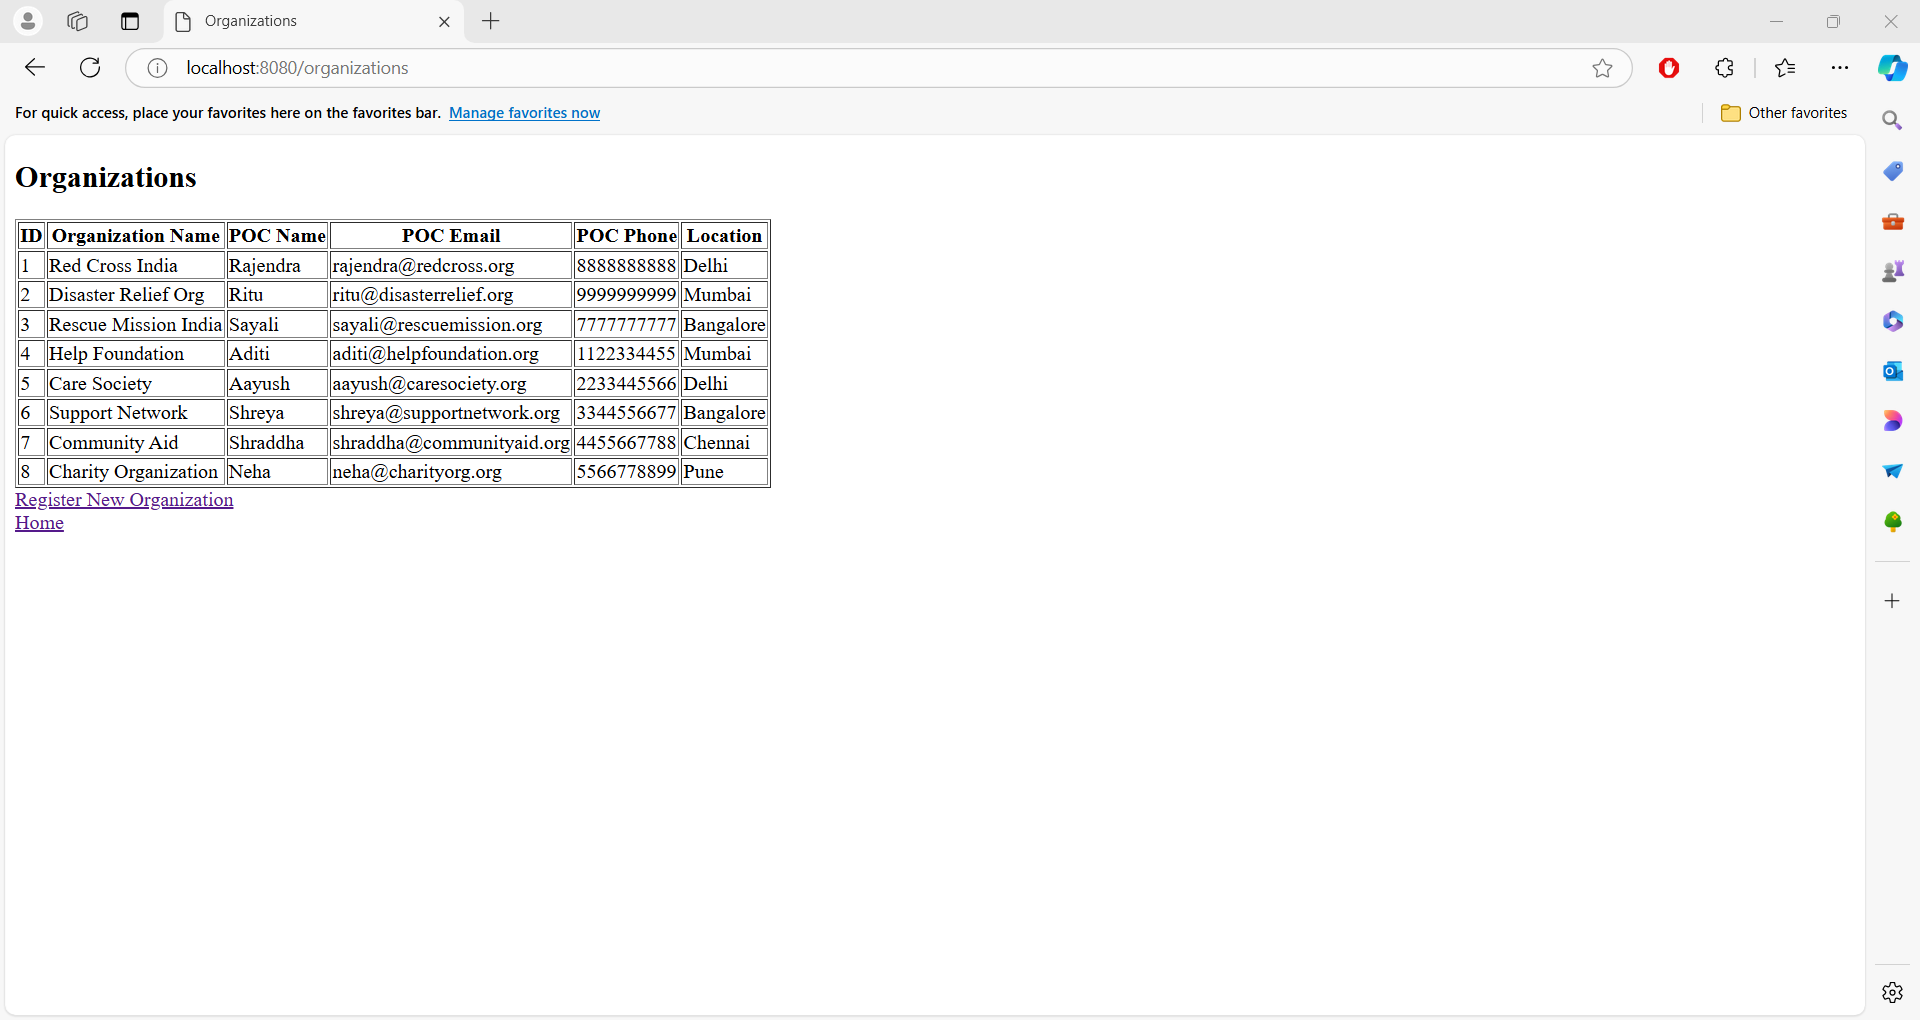 Organizations
localhost:8080/organizations
For quick access, place your favorites here on the favorites bar. Manage favorites now
Other favorites
Organizations
ID Organization Name POC Name POC Email POC Phone Location
1 Red Cross India Rajendra rajendra@redcross.org 8888888888 Delhi
2 Disaster Relief Org Ritu ritu@disasterrelief.org 9999999999 Mumbai
3 Rescue Mission India Sayali sayali@rescuemission.org 7777777777 Bangalore
4 Help Foundation Aditi aditi@helpfoundation.org 1122334455 Mumbai
5 Care Society Aayush aayush@caresociety.org 2233445566 Delhi
6 Support Network Shreya shreya@supportnetwork.org 3344556677 Bangalore
7 Community Aid Shraddha shraddha@communityaid.org 4455667788 Chennai
8 Charity Organization Neha neha@charityorg.org 5566778899 Pune
Register New Organization
Home